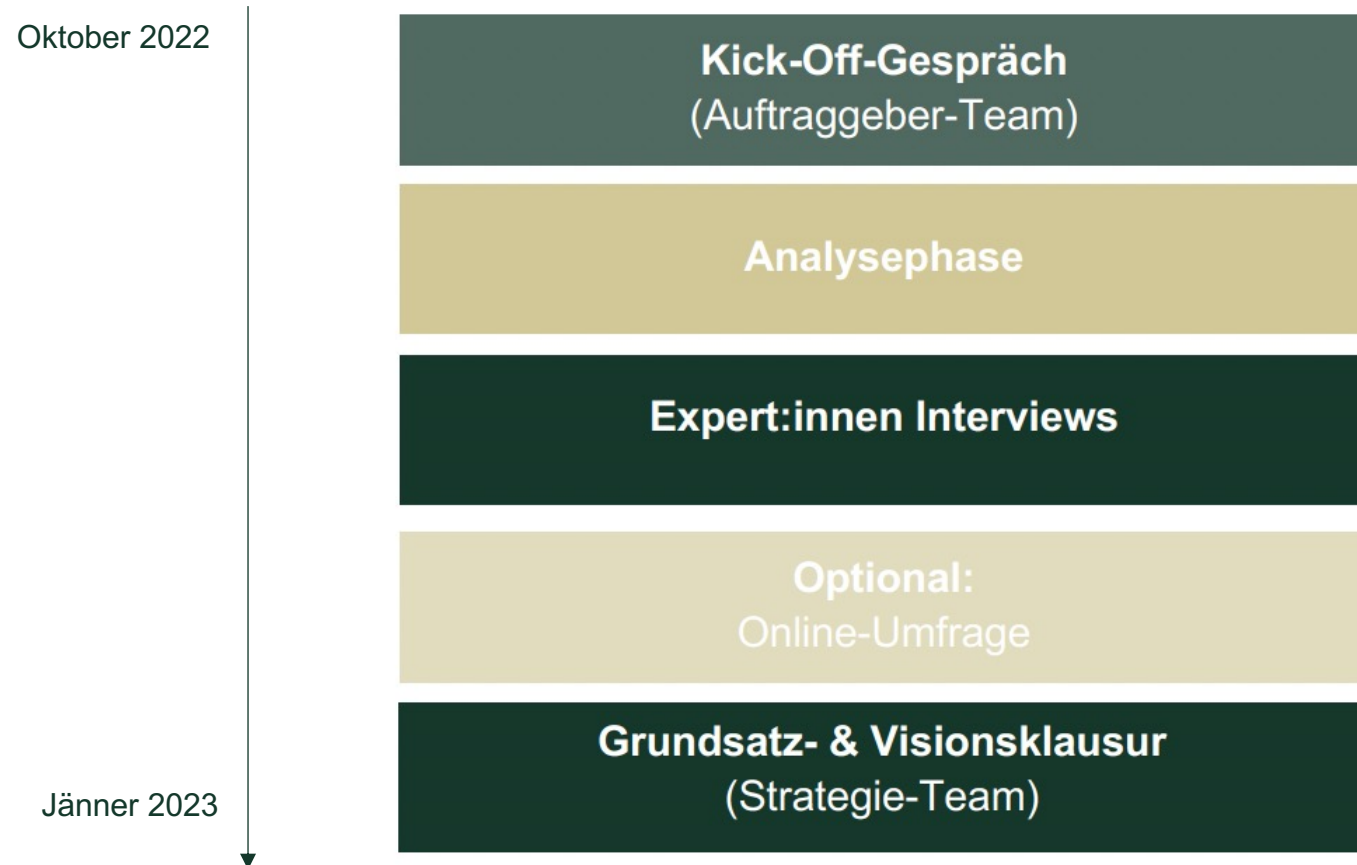 Oktober 2022
Kick-Off-Gespräch
(Auftraggeber-Team)
Analysephase
Expert:innen Interviews
Optional:
Online-Umfrage
Grundsatz- & Visionsklausur
(Strategie-Team)
Jänner 2023